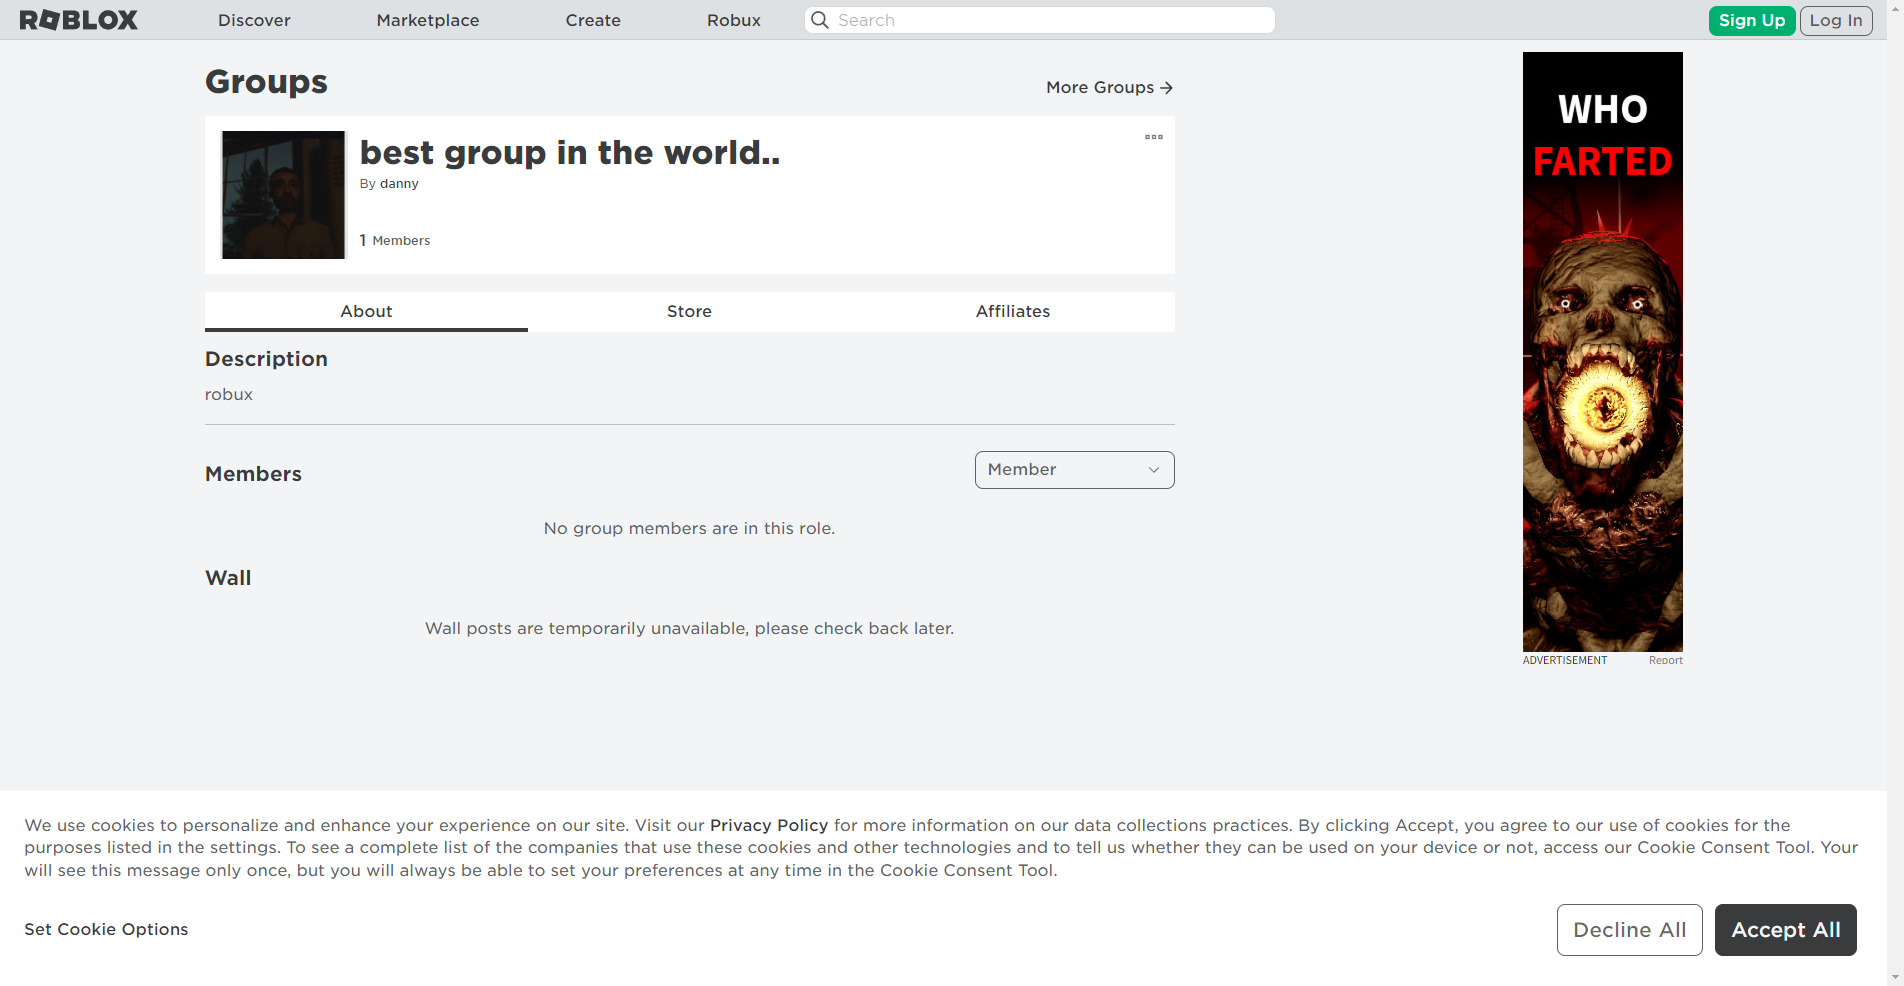 ROBLOX Discover Marketplace Create Robux Search Sign Up Log In
Groups
More Groups
best group in the world..
By danny
1 Members
About Store Affiliates
Description
robux
Members
Member
No group members are in this role.
Wall
Wall posts are temporarily unavailable, please check back later.
WHO
FARTED
ADVERTISEMENT Report
We use cookies to personalize and enhance your experience on our site. Visit our Privacy Policy for more information on our data collections practices. By clicking Accept, you agree to our use of cookies for the
purposes listed in the settings. To see a complete list of the companies that use these cookies and other technologies and to tell us whether they can be used on your device or not, access our Cookie Consent Tool. Your
will see this message only once, but you will always be able to set your preferences at any time in the Cookie Consent Tool.
Set Cookie Options
Decline All
Accept All